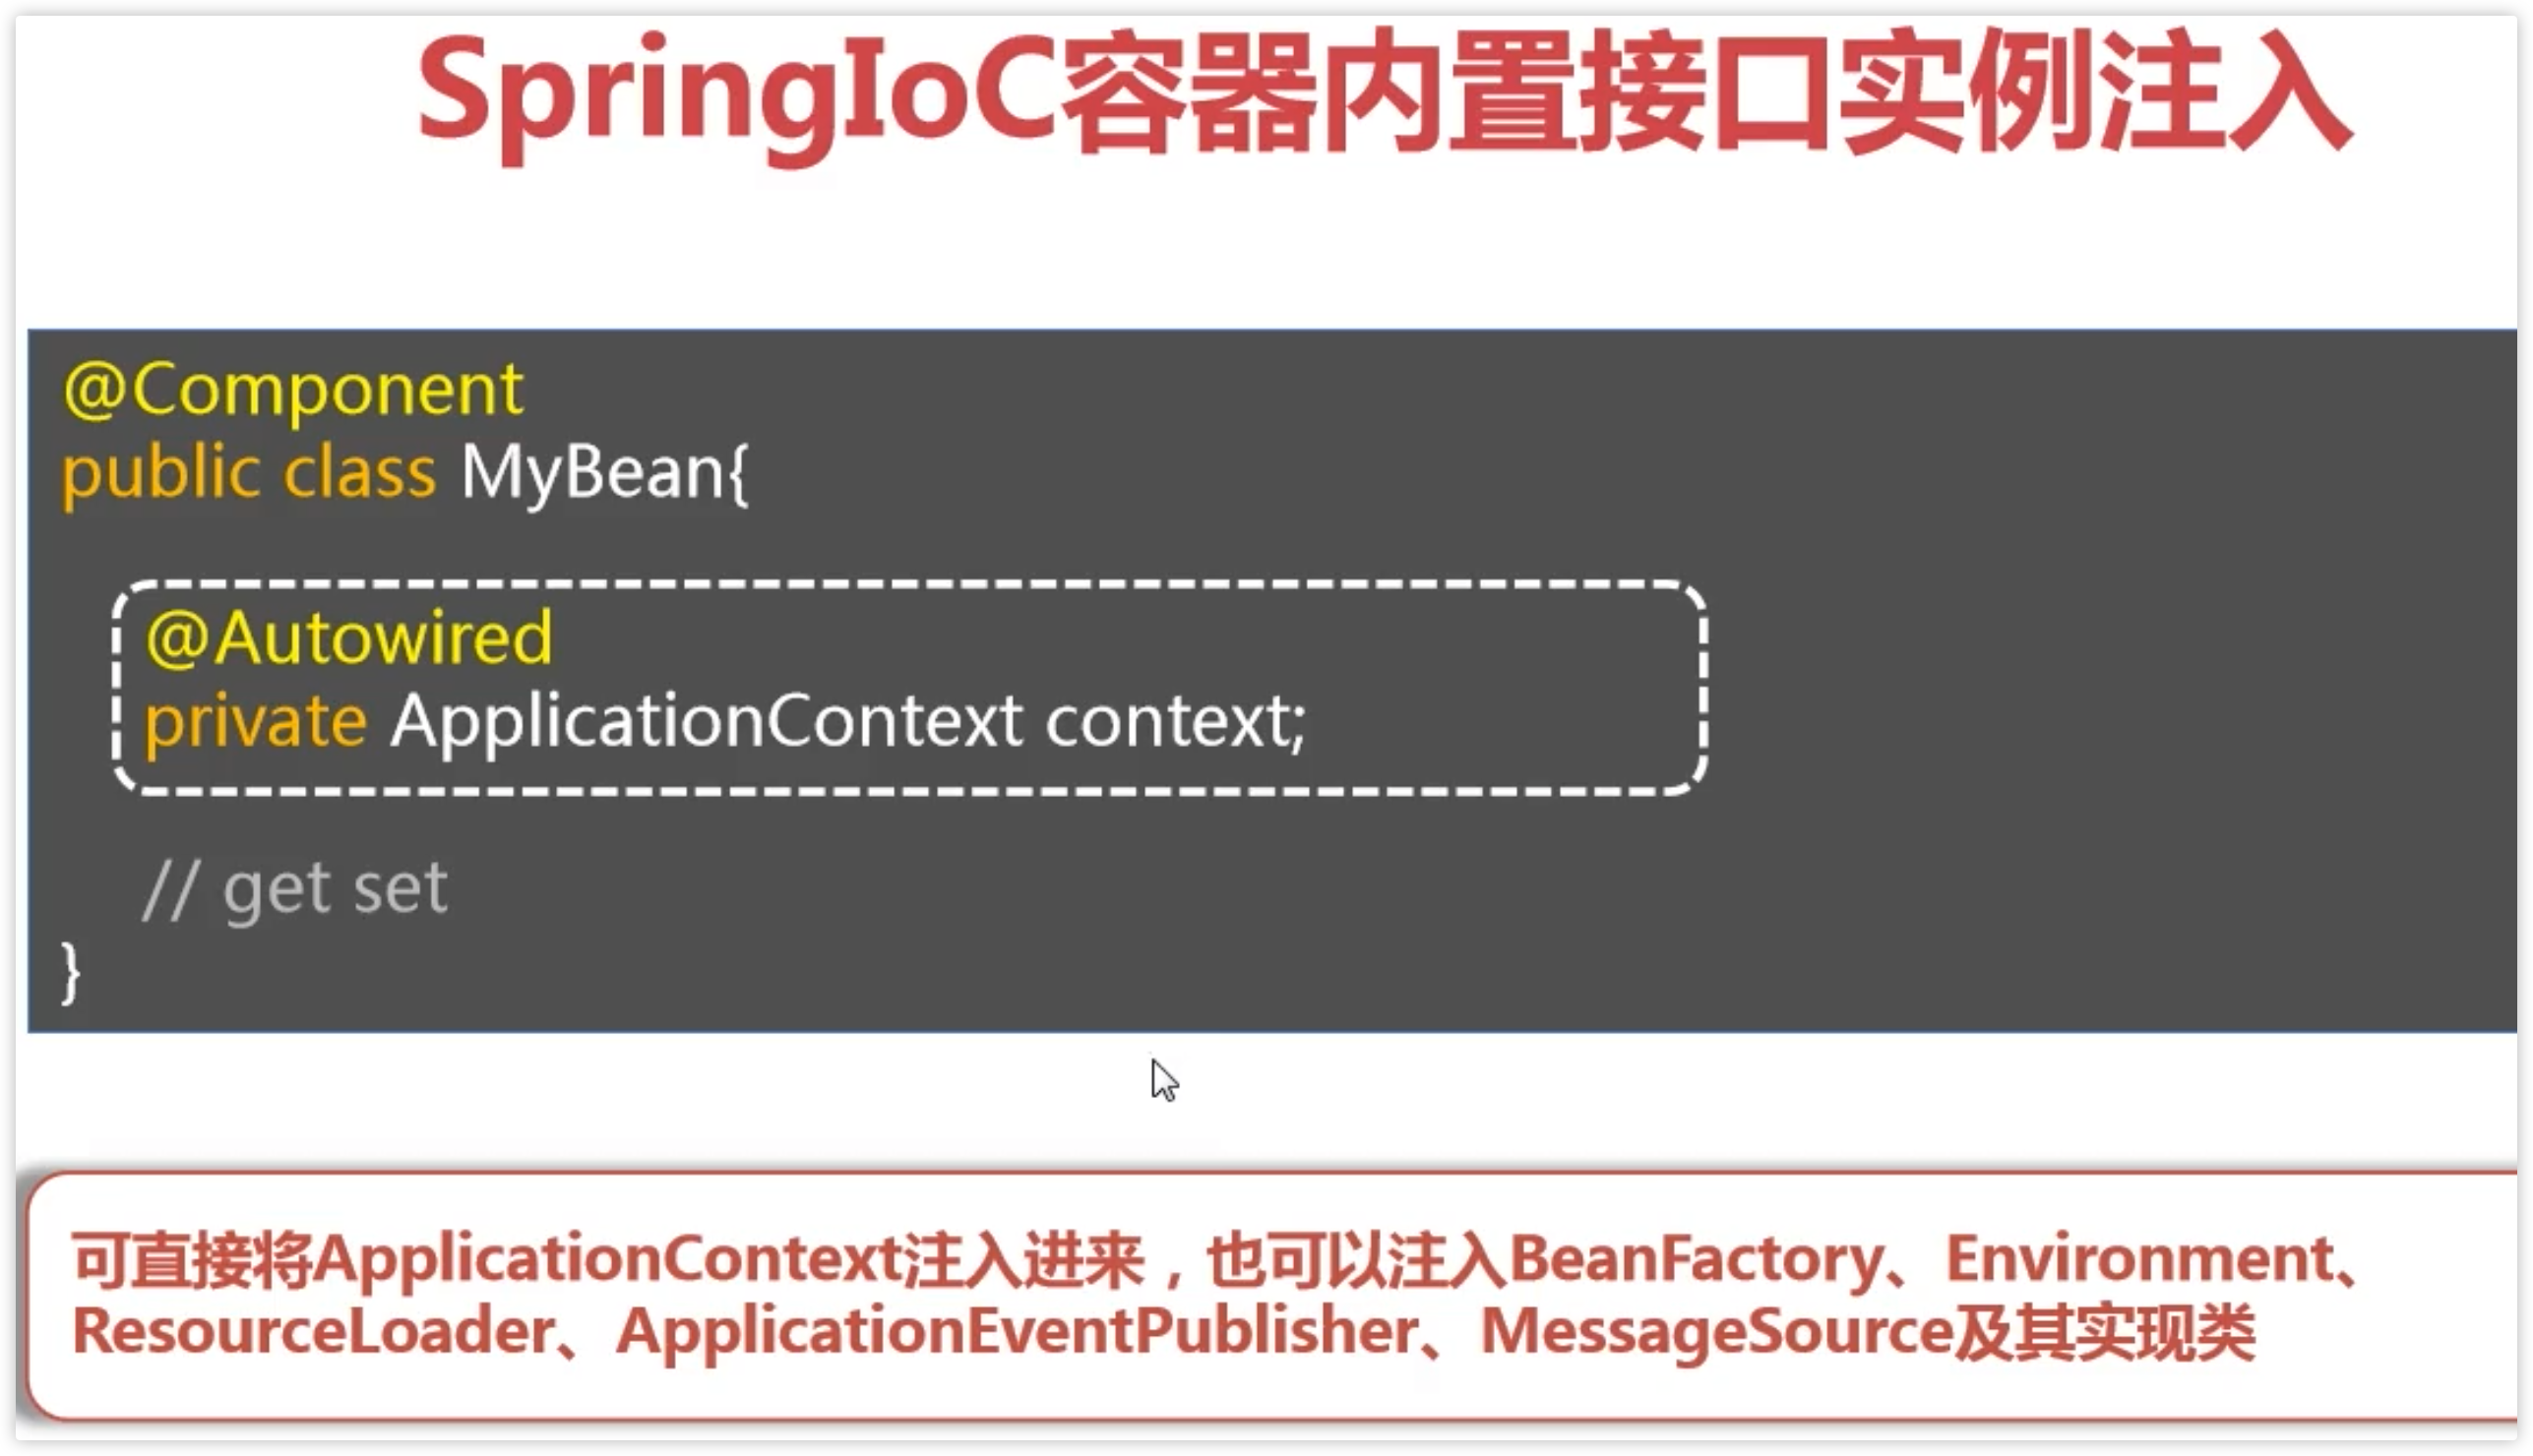 SpringIoC容器内置接口实例注入
@Component
public class MyBean{
@Autowired
private ApplicationContext context;
// get set
}
可直接将ApplicationContext注入进来，也可以注入BeanFactory、Environment、
ResourceLoader、ApplicationEventPublisher、MessageSource及其实现类